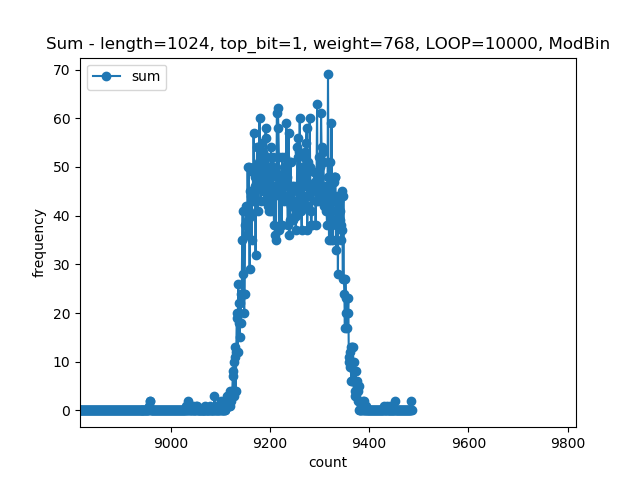 Sum - length=1024, top_bit=1, weight=768, LOOP=10000, ModBin
sum
70
60
50
40
30
20
10
0
frequency
9000 9200 9400 9600 9800
count